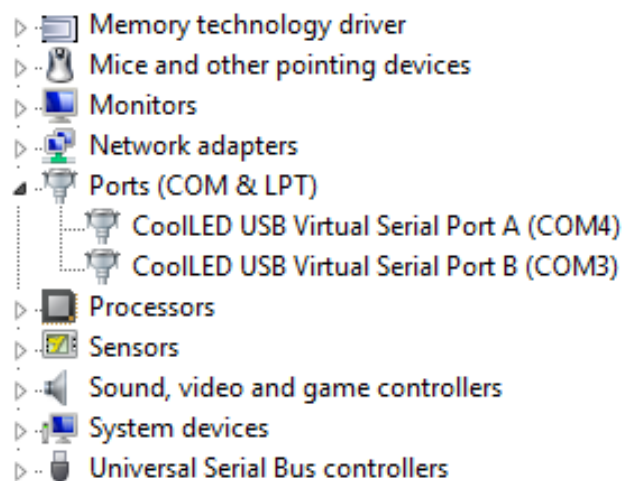 Memory technology driver
Mice and other pointing devices
Monitors
Network adapters
Ports (COM & LPT)
CoolLED USB Virtual Serial Port A (COM4)
CoolLED USB Virtual Serial Port B (COM3)
Processors
Sensors
Sound, video and game controllers
System devices
Universal Serial Bus controllers